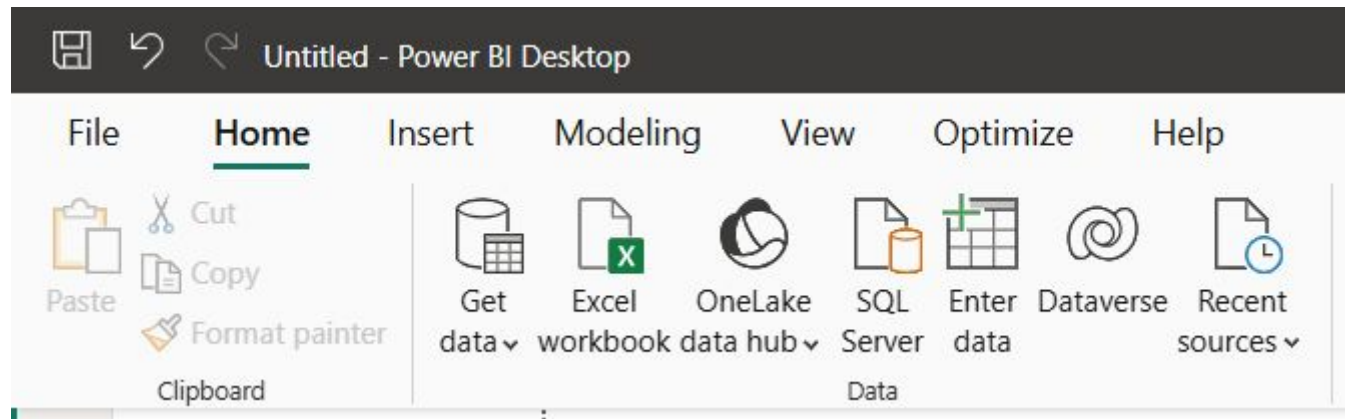 Untitled - Power BI Desktop
File Home Insert Modeling View Optimize Help
Paste
Cut
Copy
Format painter
Clipboard
Get data
Excel workbook
X
OneLake data hub
SQL Server
Enter data
Dataverse
Recent sources
Data